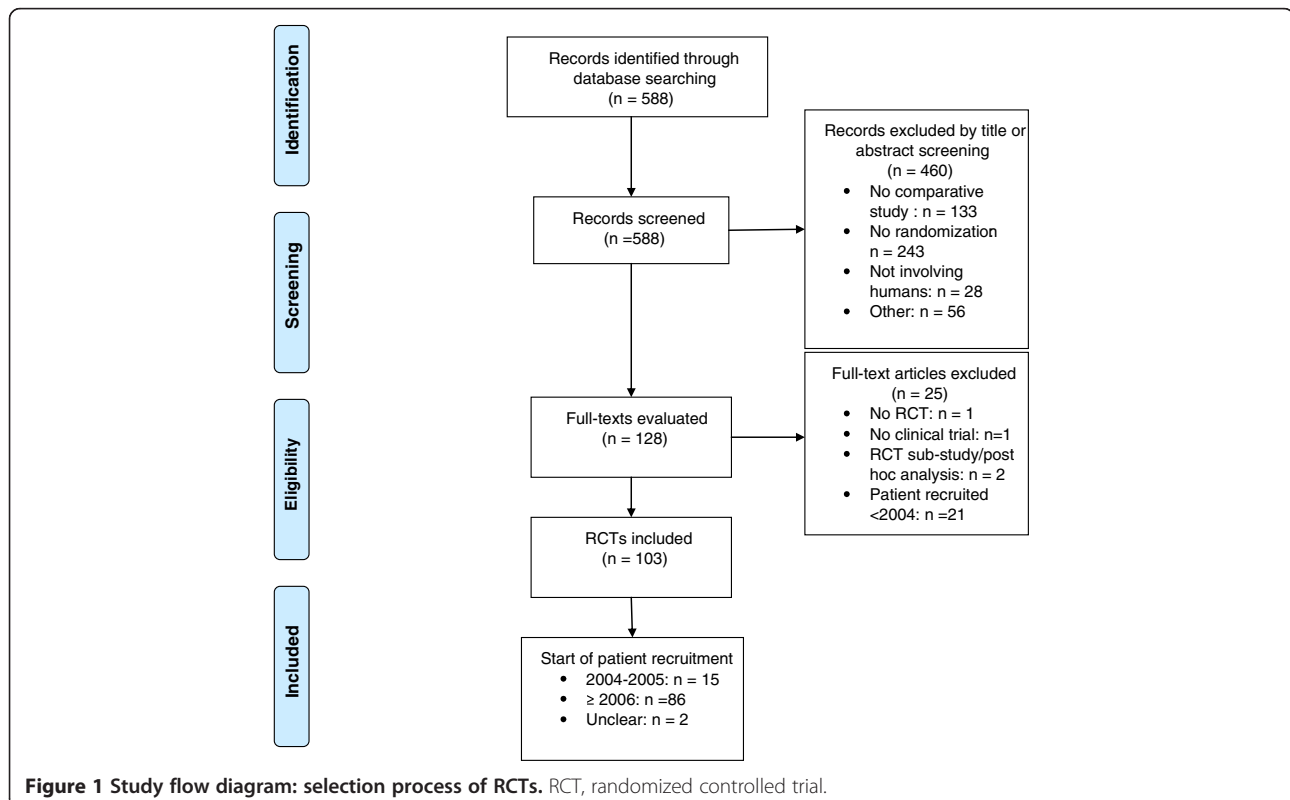 Identification
Records identified through
database searching
(n = 588)
Records excluded by title or
abstract screening
(n = 460)
• No comparative
study : n = 133
• No randomization
n = 243
• Not involving
humans: n = 28
• Other: n = 56
Screening
Records screened
(n =588)
Full-text articles excluded
(n = 25)
• No RCT: n = 1
• No clinical trial: n=1
• RCT sub-study/post
hoc analysis: n = 2
• Patient recruited
<2004: n =21
Eligibility
Full-texts evaluated
(n = 128)
RCTs included
(n = 103)
Included
Start of patient recruitment
• 2004-2005: n = 15
• ≥ 2006: n =86
• Unclear: n = 2
Figure 1 Study flow diagram: selection process of RCTs. RCT, randomized controlled trial.